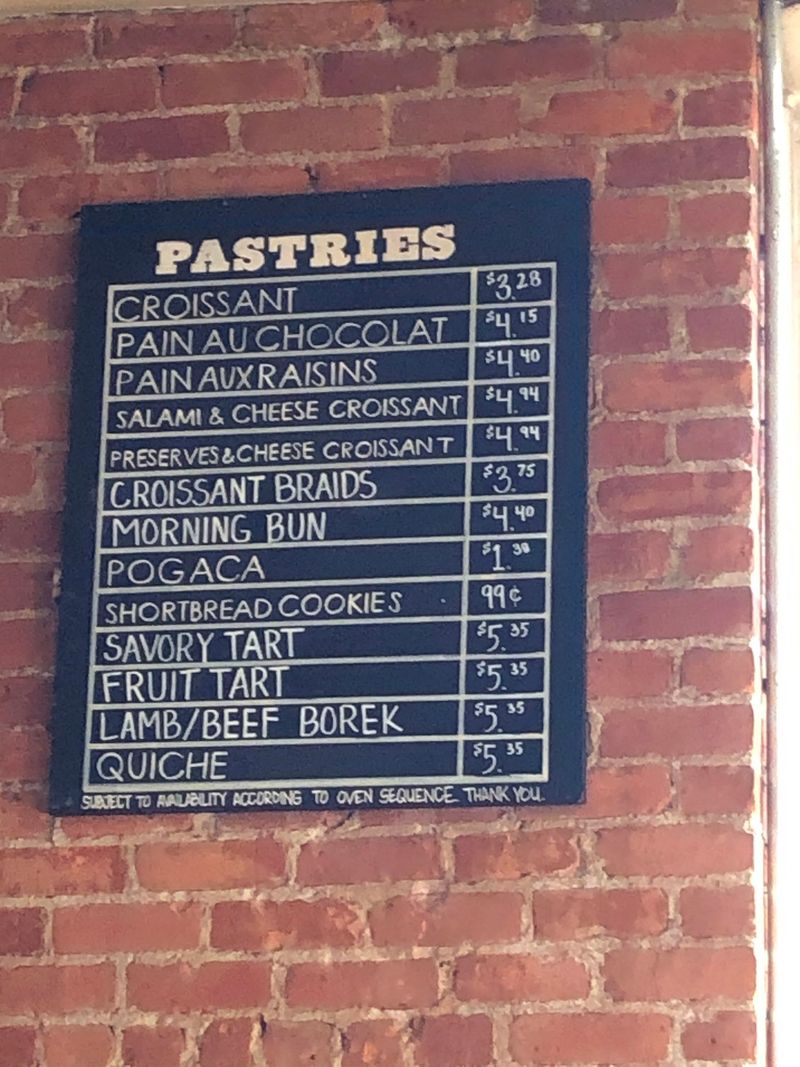 PASTRIES
CROISSANT $3.28
PAIN AU CHOCOLAT $4.15
PAIN AUX RAISINS $4.40
SALAMI & CHEESE CROISSANT $4.94
PRESERVES & CHEESE CROISSANT $4.94
CROISSANT BRAIDS $3.75
MORNING BUN $4.40
POGACA $1.38
SHORTBREAD COOKIES 99¢
SAVORY TART $5.35
FRUIT TART $5.35
LAMB/BEEF BOREK $5.35
QUICHE $5.35
SUBJECT TO AVAILABILITY ACCORDING TO OVEN SEQUENCE. THANK YOU.